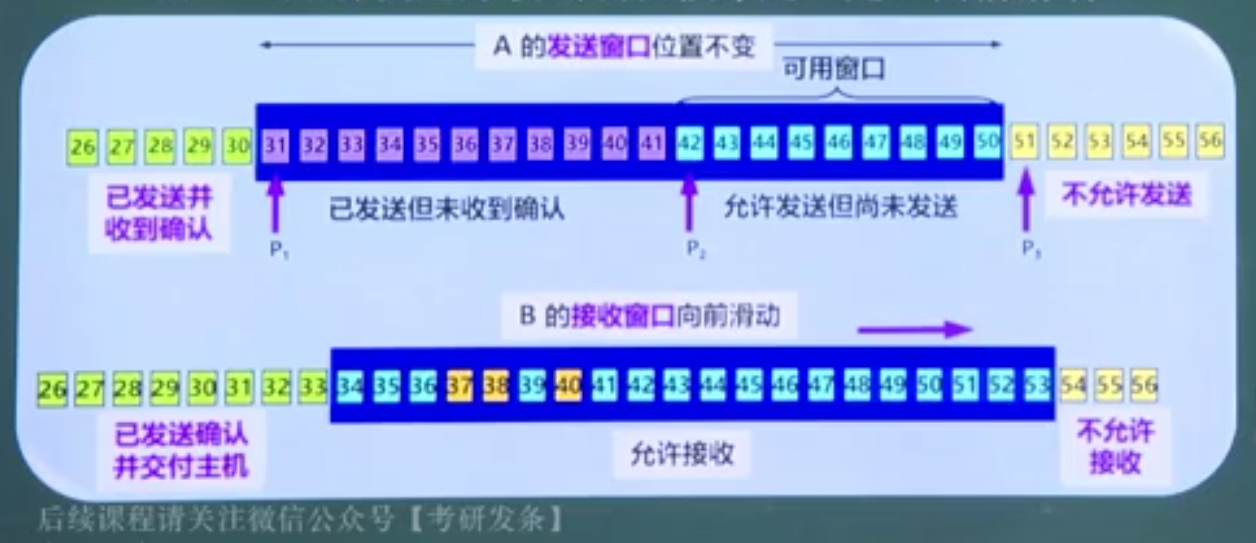 A 的发送窗口位置不变
可用窗口
26 27 28 29 30 31 32 33 34 35 36 37 38 39 40 41 42 43 44 45 46 47 48 49 50 51 52 53 54 55 56
已发送并
收到确认
已发送但未收到确认
允许发送但尚未发送
不允许发送
P₁
P₂
P₃
B 的接收窗口向前滑动
26 27 28 29 30 31 32 33 34 35 36 37 38 39 40 41 42 43 44 45 46 47 48 49 50 51 52 53 54 55 56
已发送确认
并交付主机
允许接收
不允许
接收
后续课程请关注微信公众号【考研发条】